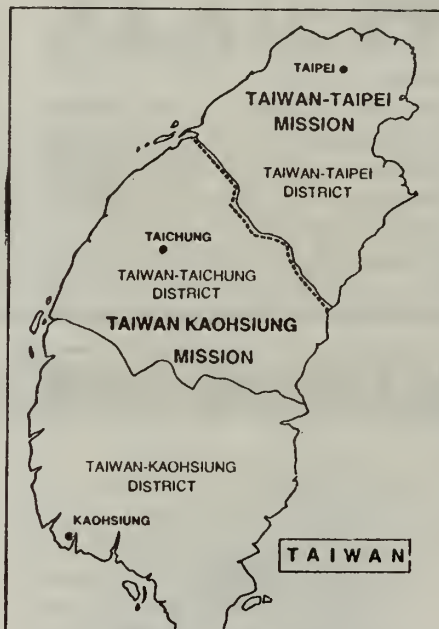 TAIPEI
TAIWAN-TAIPEI
MISSION
TAIWAN-TAIPEI
DISTRICT
TAICHUNG
TAIWAN-TAICHUNG
DISTRICT
TAIWAN KAOHSIUNG
MISSION
TAIWAN-KAOHSIUNG
DISTRICT
KAOHSIUNG
TAIWAN